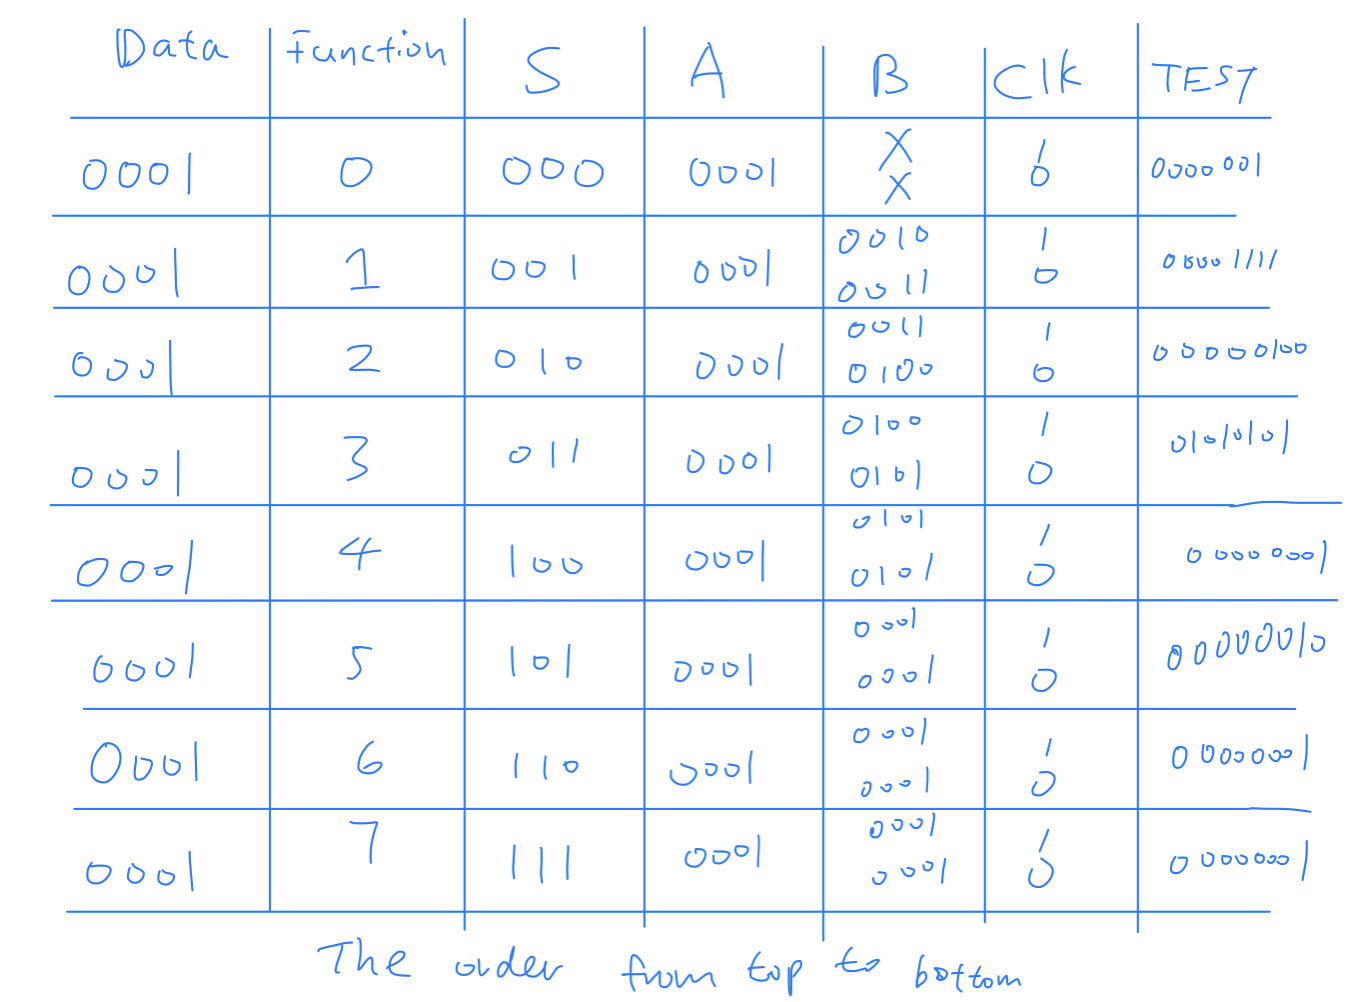 Data Function S A B Clk TEST
0001 0 000 0001 X X 1 0 0000001
0001 1 001 0001 0010 0011 1 0 00001111
0001 2 010 0001 0011 0100 1 0 00000100
0001 3 011 0001 0100 0101 1 0 01010101
0001 4 100 0001 0101 0101 1 0 00000001
0001 5 101 0001 0001 0001 1 0 00000010
0001 6 110 0001 0001 0001 1 0 00000001
0001 7 111 0001 0001 0001 1 0 00000001
The order from top to bottom